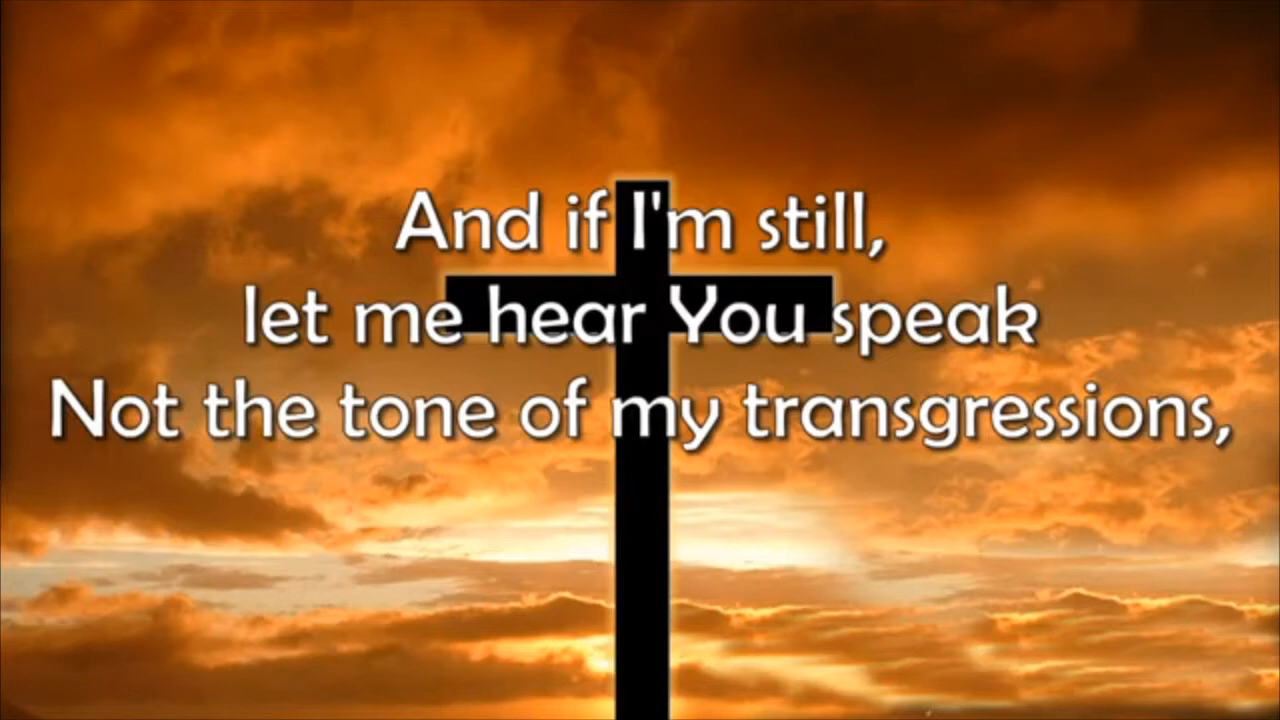 And if I'm still,
let me hear You speak
Not the tone of my transgressions,